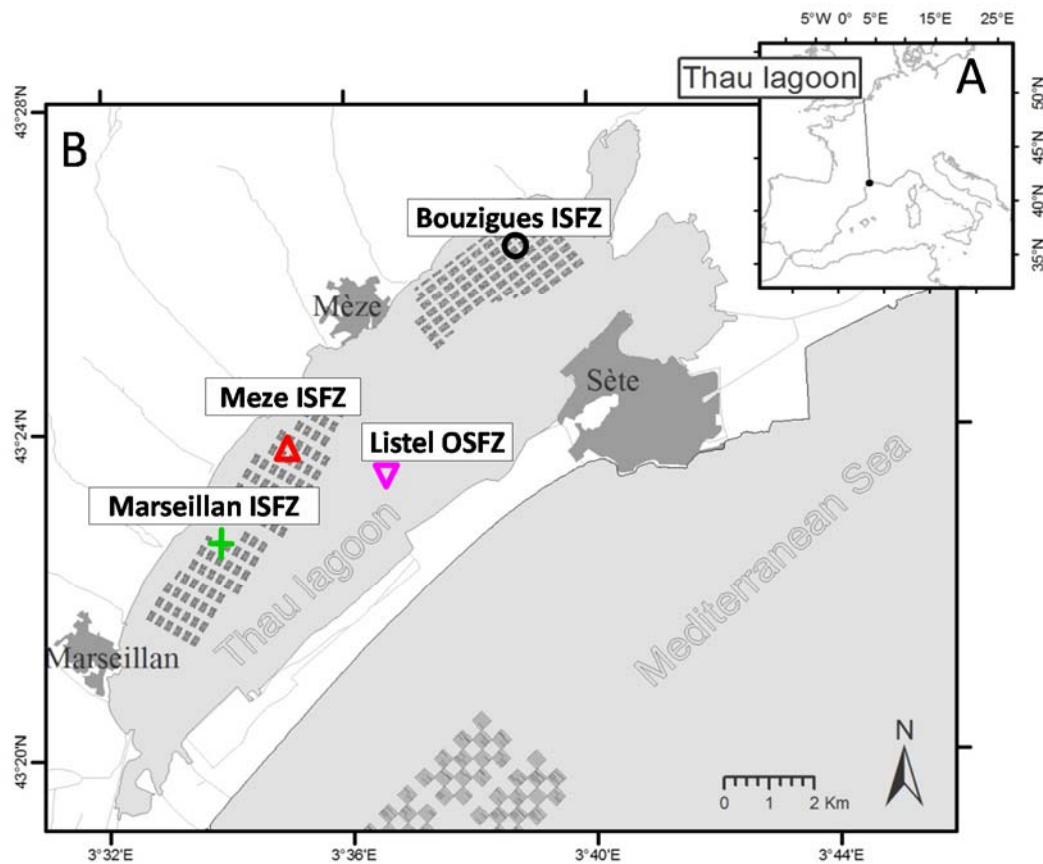 5°W 0° 5°E 15°E 25°E
Thau lagoon
A
50°N
45°N
40°N
35°N
43°28'N
B
Bouzigues ISFZ
Mèze
Sète
Meze ISFZ
43°24'N
Listel OSFZ
Marseillan ISFZ
Thau lagoon
Mediterranean Sea
Marseillan
43°20'N
N
0 1 2 Km
3°32'E 3°36'E 3°40'E 3°44'E